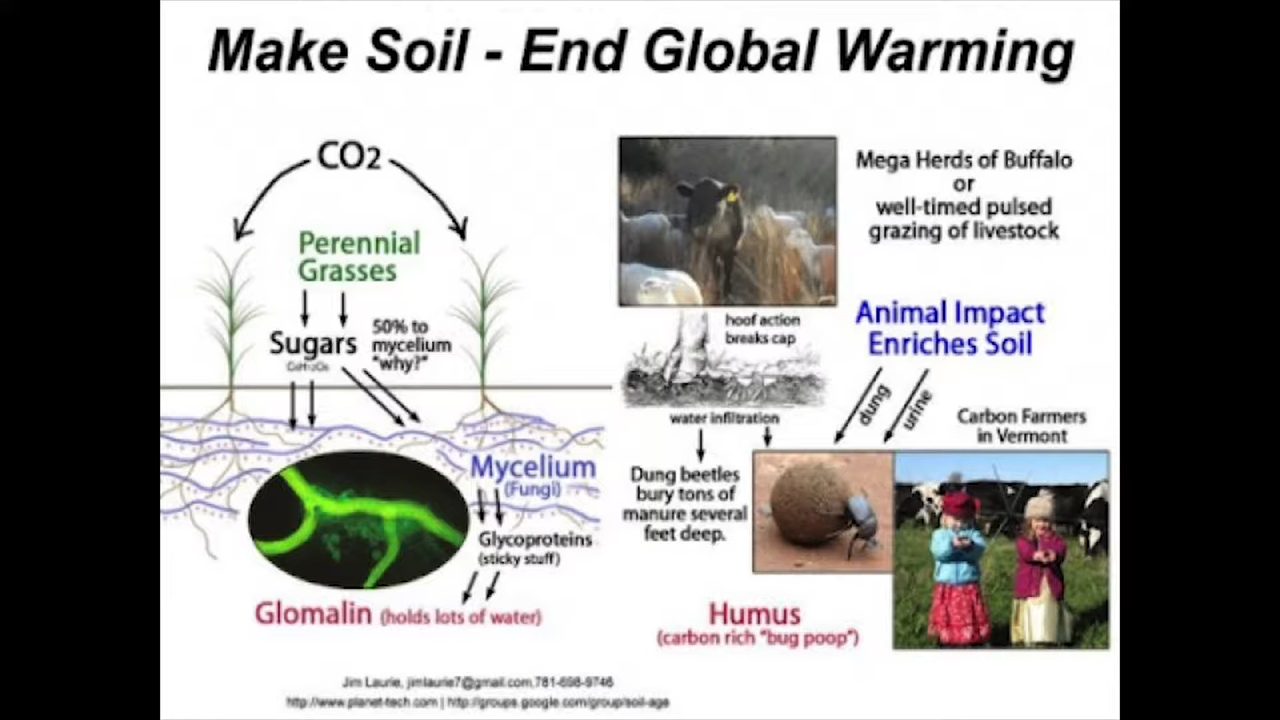 Make Soil - End Global Warming
CO2
Perennial
Grasses
Sugars
C6H12O6
50% to
mycelium
"why?"
Mycelium
(Fungi)
Glycoproteins
(sticky stuff)
Glomalin (holds lots of water)
Mega Herds of Buffalo
or
well-timed pulsed
grazing of livestock
hoof action
breaks cap
Animal Impact
Enriches Soil
dung
urine
water infiltration
Carbon Farmers
in Vermont
Dung beetles
bury tons of
manure several
feet deep.
Humus
(carbon rich "bug poop")
Jim Laurie, jimlaurie7@gmail.com,781-698-9746
http://www.planet-tech.com | http://groups.google.com/group/soil-age